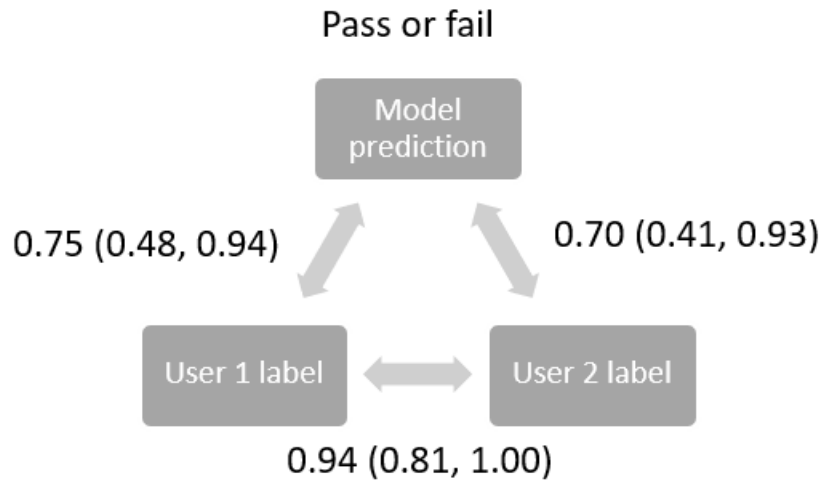 Pass or fail
Model
prediction
0.75 (0.48, 0.94)
0.70 (0.41, 0.93)
User 1 label
User 2 label
0.94 (0.81, 1.00)